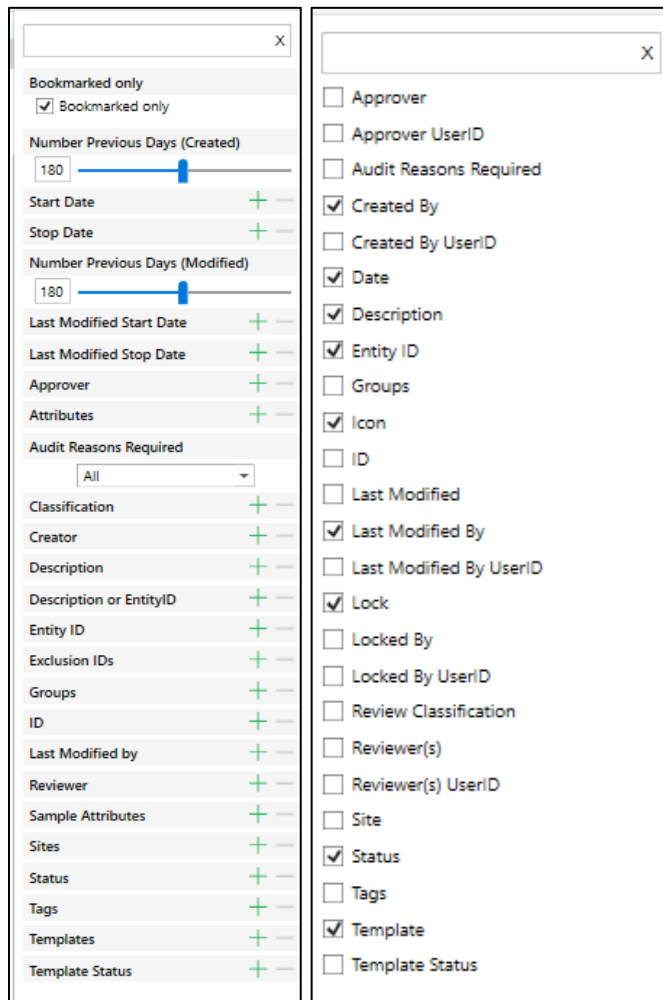 X
Bookmarked only
Bookmarked only
Number Previous Days (Created)
180
Start Date
Stop Date
Number Previous Days (Modified)
180
Last Modified Start Date
Last Modified Stop Date
Approver
Attributes
Audit Reasons Required
All
Classification
Creator
Description
Description or EntityID
Entity ID
Exclusion IDs
Groups
ID
Last Modified by
Reviewer
Sample Attributes
Sites
Status
Tags
Templates
Template Status
X
Approver
Approver UserID
Audit Reasons Required
Created By
Created By UserID
Date
Description
Entity ID
Groups
Icon
ID
Last Modified
Last Modified By
Last Modified By UserID
Lock
Locked By
Locked By UserID
Review Classification
Reviewer(s)
Reviewer(s) UserID
Site
Status
Tags
Template
Template Status